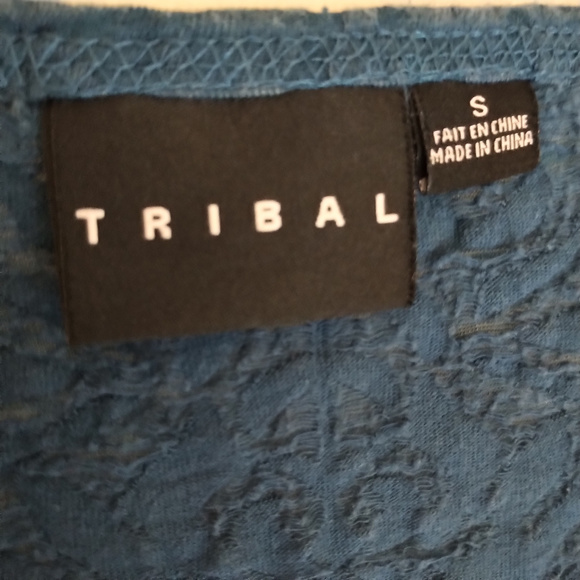 TRIBAL
S
FAIT EN CHINE
MADE IN CHINA